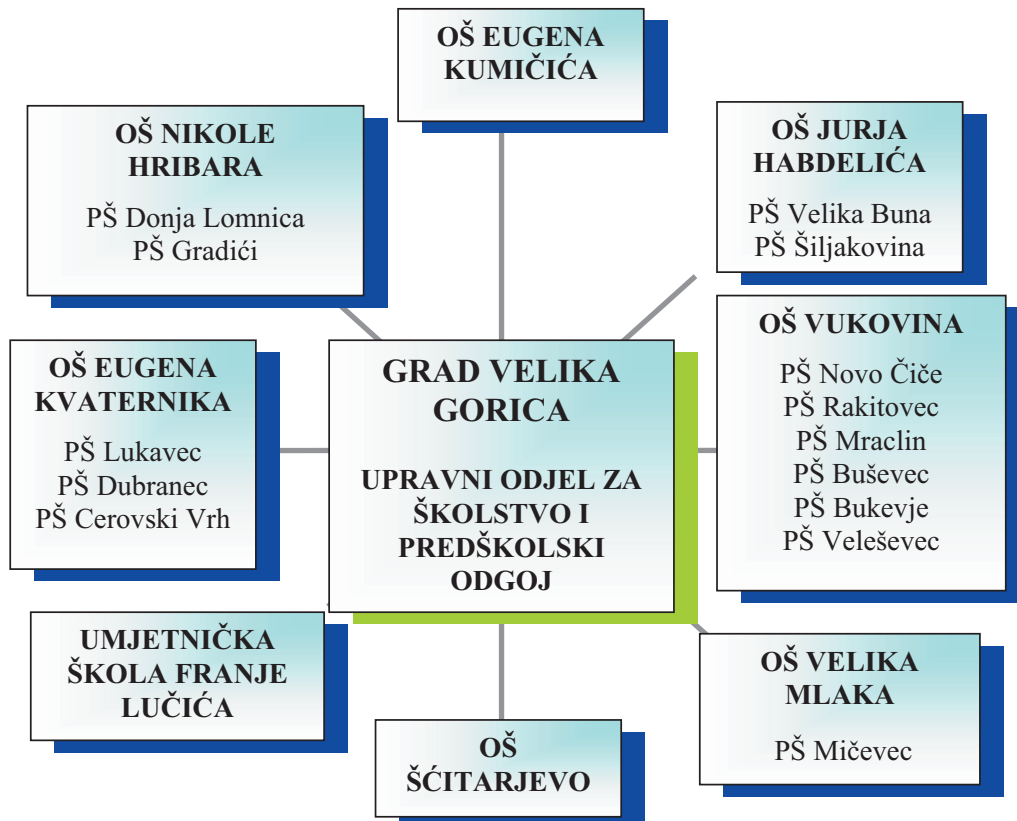 OŠ EUGENA
KUMIČIĆA
OŠ NIKOLE
HRIBARA
PŠ Donja Lomnica
PŠ Gradići
OŠ JURJA
HABDELIĆA
PŠ Velika Buna
PŠ Šiljakovina
OŠ EUGENA
KVATERNIKA
PŠ Lukavec
PŠ Dubranec
PŠ Cerovski Vrh
GRAD VELIKA
GORICA
UPRAVNI ODJEL ZA
ŠKOLSTVO I
PREDŠKOLSKI
ODGOJ
OŠ VUKOVINA
PŠ Novo Čiče
PŠ Rakitovec
PŠ Mraclin
PŠ Buševec
PŠ Bukevje
PŠ Veleševec
UMJETNIČKA
ŠKOLA FRANJE
LUČIĆA
OŠ
ŠĆITARJEVO
OŠ VELIKA
MLAKA
PŠ Mičevec